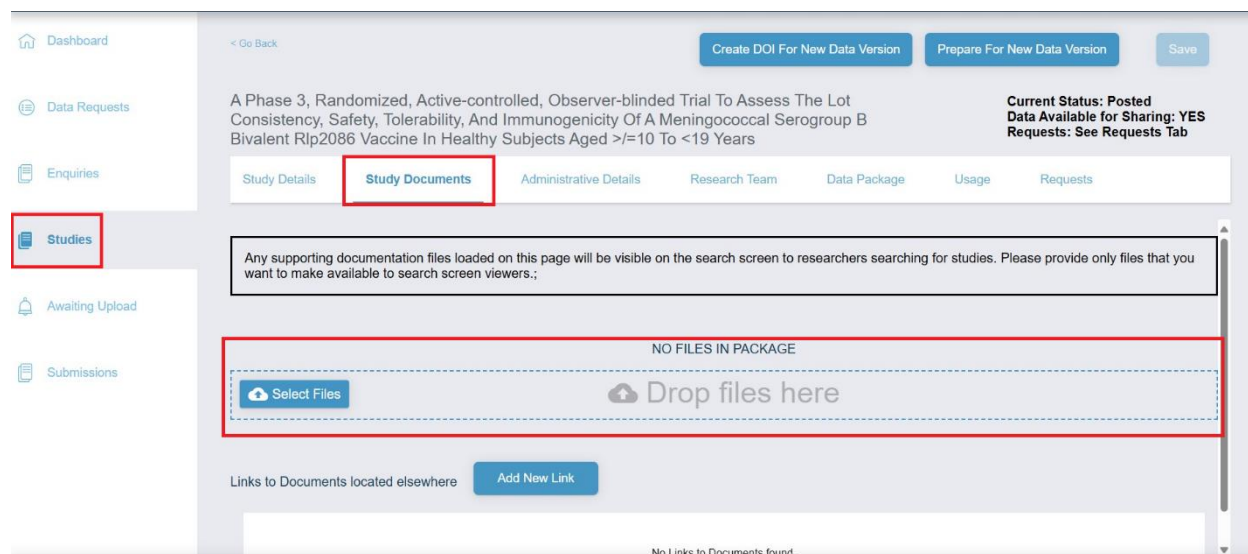 Dashboard
Data Requests
Enquiries
Studies
Awaiting Upload
Submissions
< Go Back
Create DOI For New Data Version
Prepare For New Data Version
Save
A Phase 3, Randomized, Active-controlled, Observer-blinded Trial To Assess The Lot
Consistency, Safety, Tolerability, And Immunogenicity Of A Meningococcal Serogroup B
Bivalent Rlp2086 Vaccine In Healthy Subjects Aged >/=10 To <19 Years
Current Status: Posted
Data Available for Sharing: YES
Requests: See Requests Tab
Study Details
Study Documents
Administrative Details
Research Team
Data Package
Usage
Requests
Any supporting documentation files loaded on this page will be visible on the search screen to researchers searching for studies. Please provide only files that you
want to make available to search screen viewers.;
NO FILES IN PACKAGE
Select Files
Drop files here
Links to Documents located elsewhere
Add New Link
No Links to Documents found